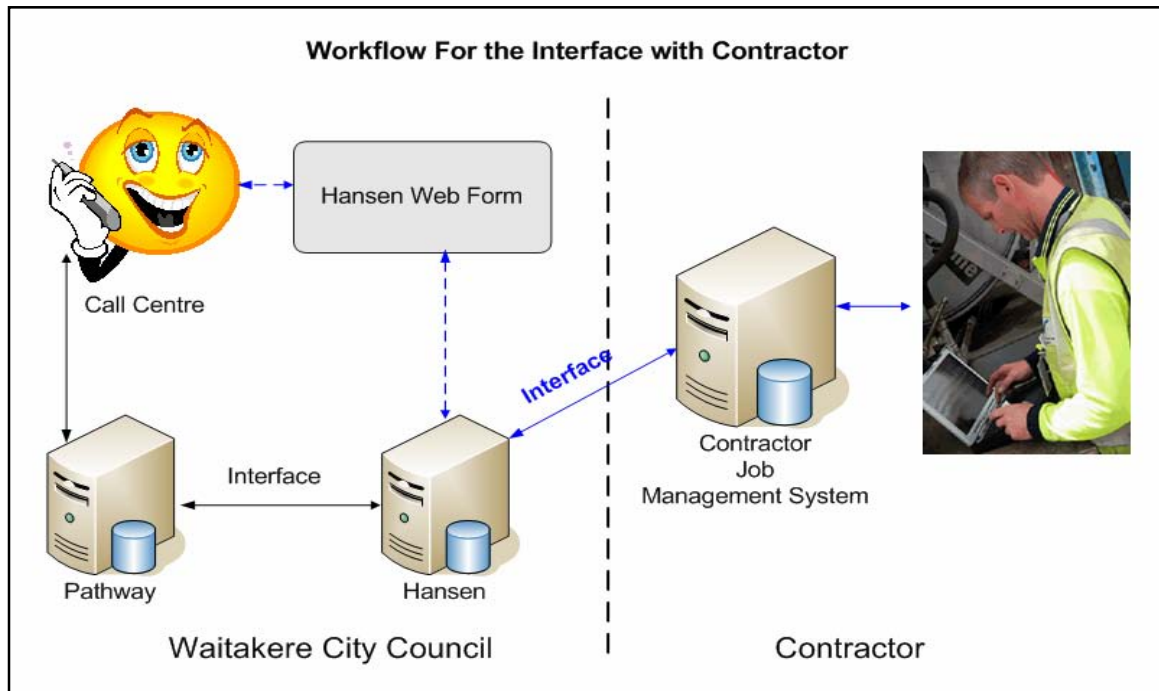 Workflow For the Interface with Contractor
Hansen Web Form
Call Centre
Interface
Contractor
Job
Management System
Interface
Pathway
Hansen
Waitakere City Council
Contractor